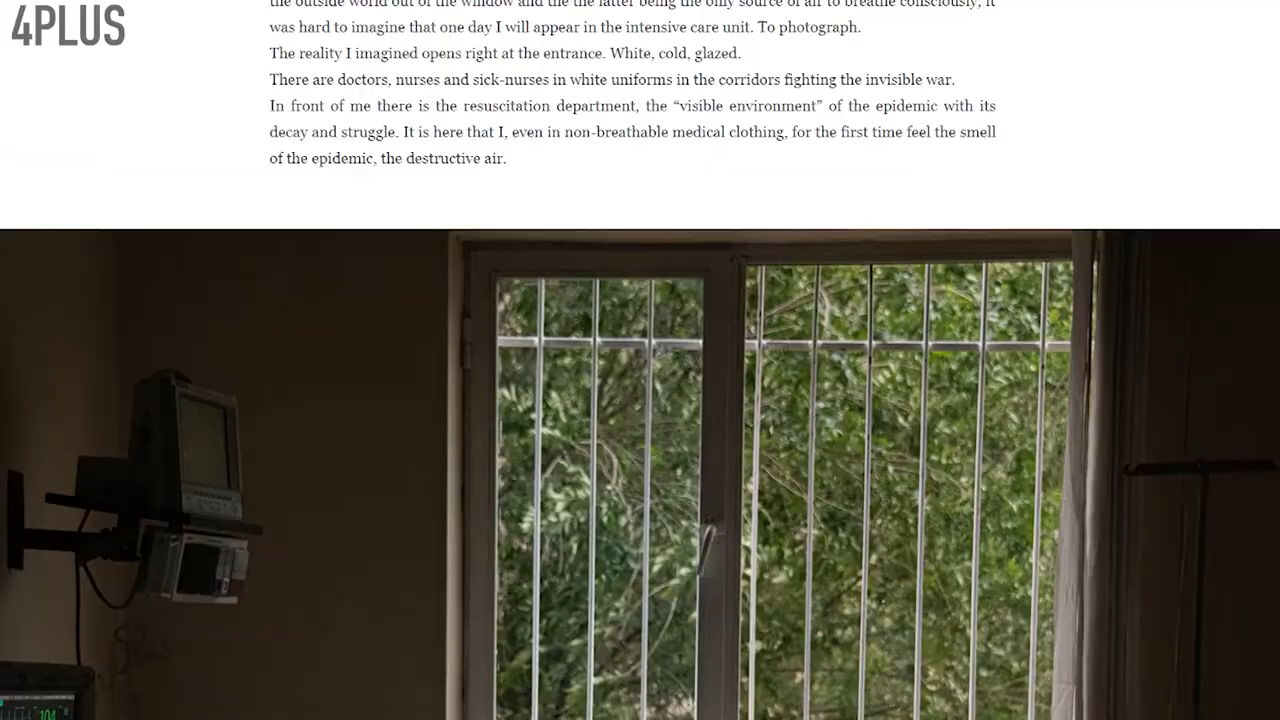 4PLUS
the outside world out of the window and the the latter being the only source of air to breathe consciously, it
was hard to imagine that one day I will appear in the intensive care unit. To photograph.
The reality I imagined opens right at the entrance. White, cold, glazed.
There are doctors, nurses and sick-nurses in white uniforms in the corridors fighting the invisible war.
In front of me there is the resuscitation department, the “visible environment” of the epidemic with its
decay and struggle. It is here that I, even in non-breathable medical clothing, for the first time feel the smell
of the epidemic, the destructive air.
104